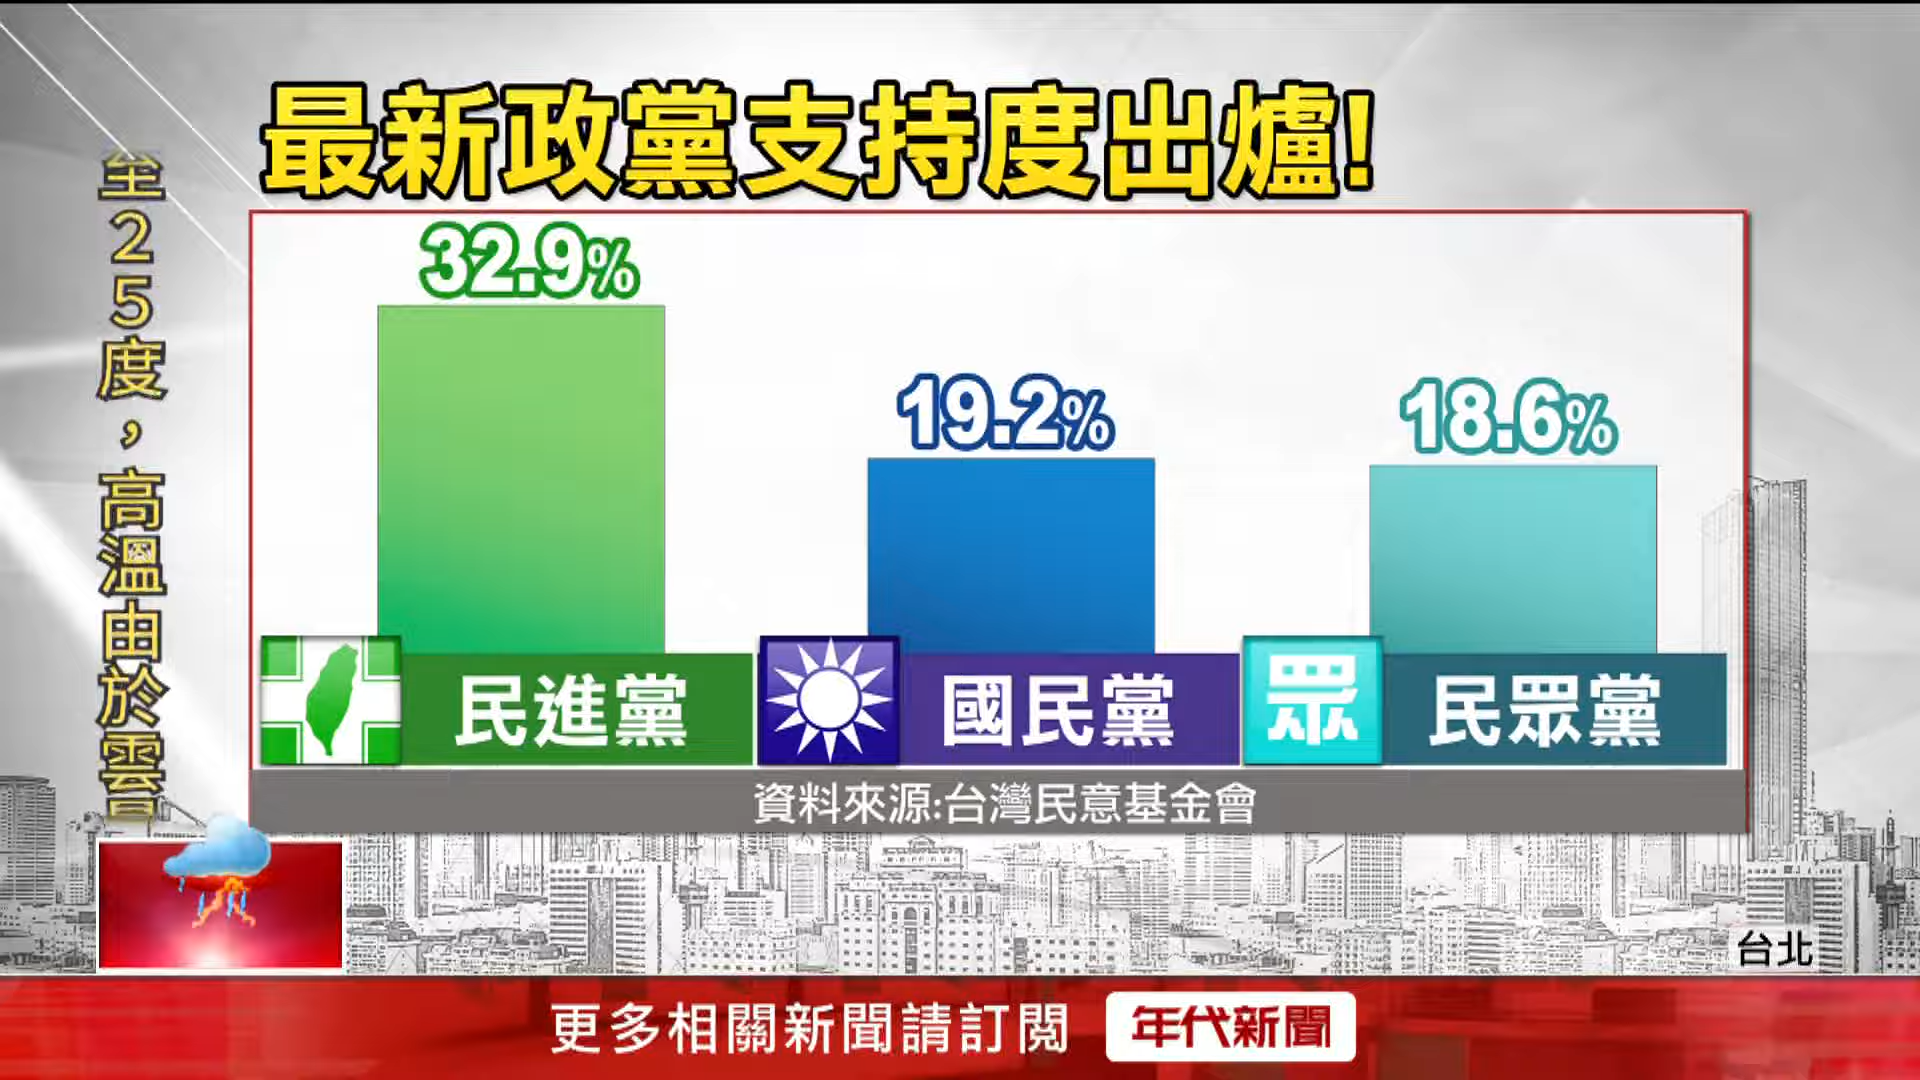 最新政黨支持度出爐!
至25度，高溫由於雲
32.9%
19.2%
18.6%
民進黨
國民黨
眾
民眾黨
資料來源:台灣民意基金會
台北
更多相關新聞請訂閱
年代新聞